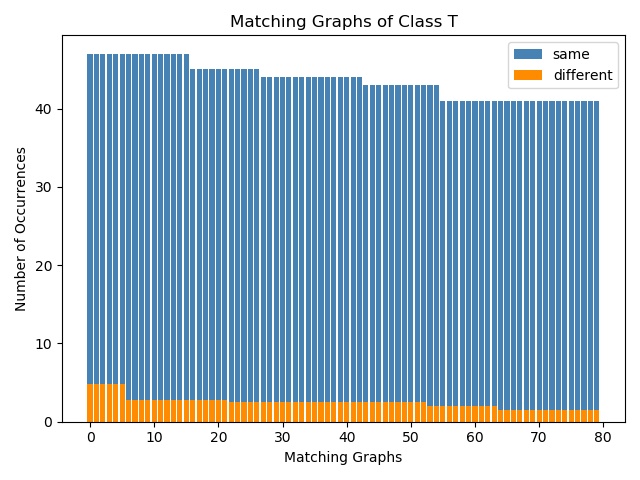 Matching Graphs of Class T
same
different
Number of Occurrences
40
30
20
10
0
0 10 20 30 40 50 60 70 80
Matching Graphs